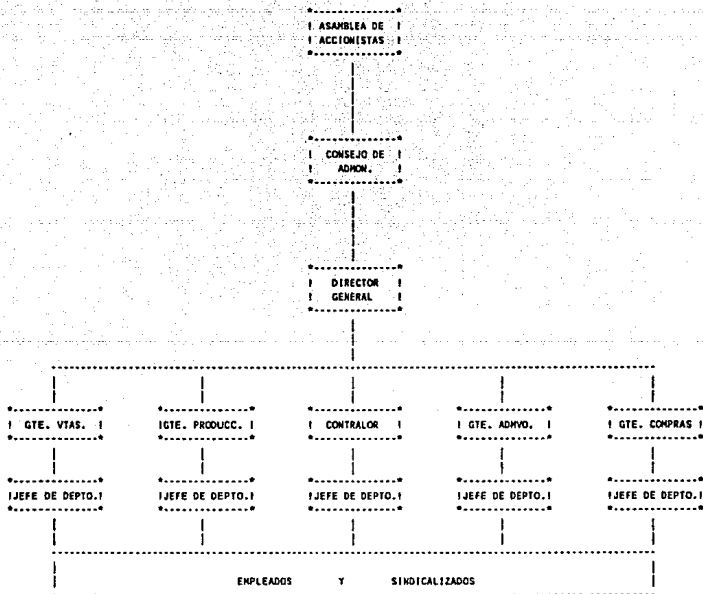 ASAMBLEA DE
ACCIONISTAS
CONSEJO DE
ADMON.
DIRECTOR
GENERAL
GTE. VTAS.
GTE. PRODUCC.
CONTRALOR
GTE. ADMVO.
GTE. COMPRAS
JEFE DE DEPTO.
JEFE DE DEPTO.
JEFE DE DEPTO.
JEFE DE DEPTO.
JEFE DE DEPTO.
EMPLEADOS Y SINDICALIZADOS